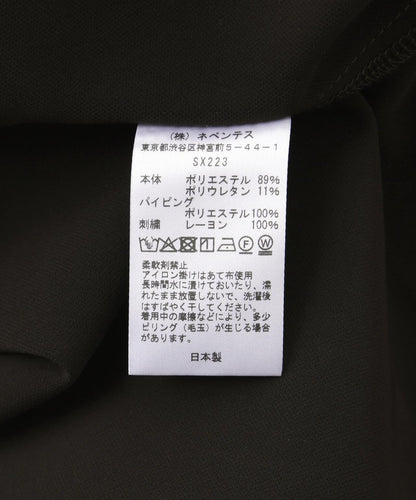 (株) ネペンテス
東京都渋谷区神宮前5-44-1
SX223
本体 ポリエステル 89%
ポリウレタン 11%
パイピング
ポリエステル100%
刺繍 レーヨン 100%
柔軟剤禁止
アイロン掛けはあて布使用
長時間水に漬けておいたり、濡
れたまま放置しないで、洗濯後
はすばやく干してください。
着用中の摩擦などにより、多少
ピリング(毛玉)が生じる場合
があります。
日本製